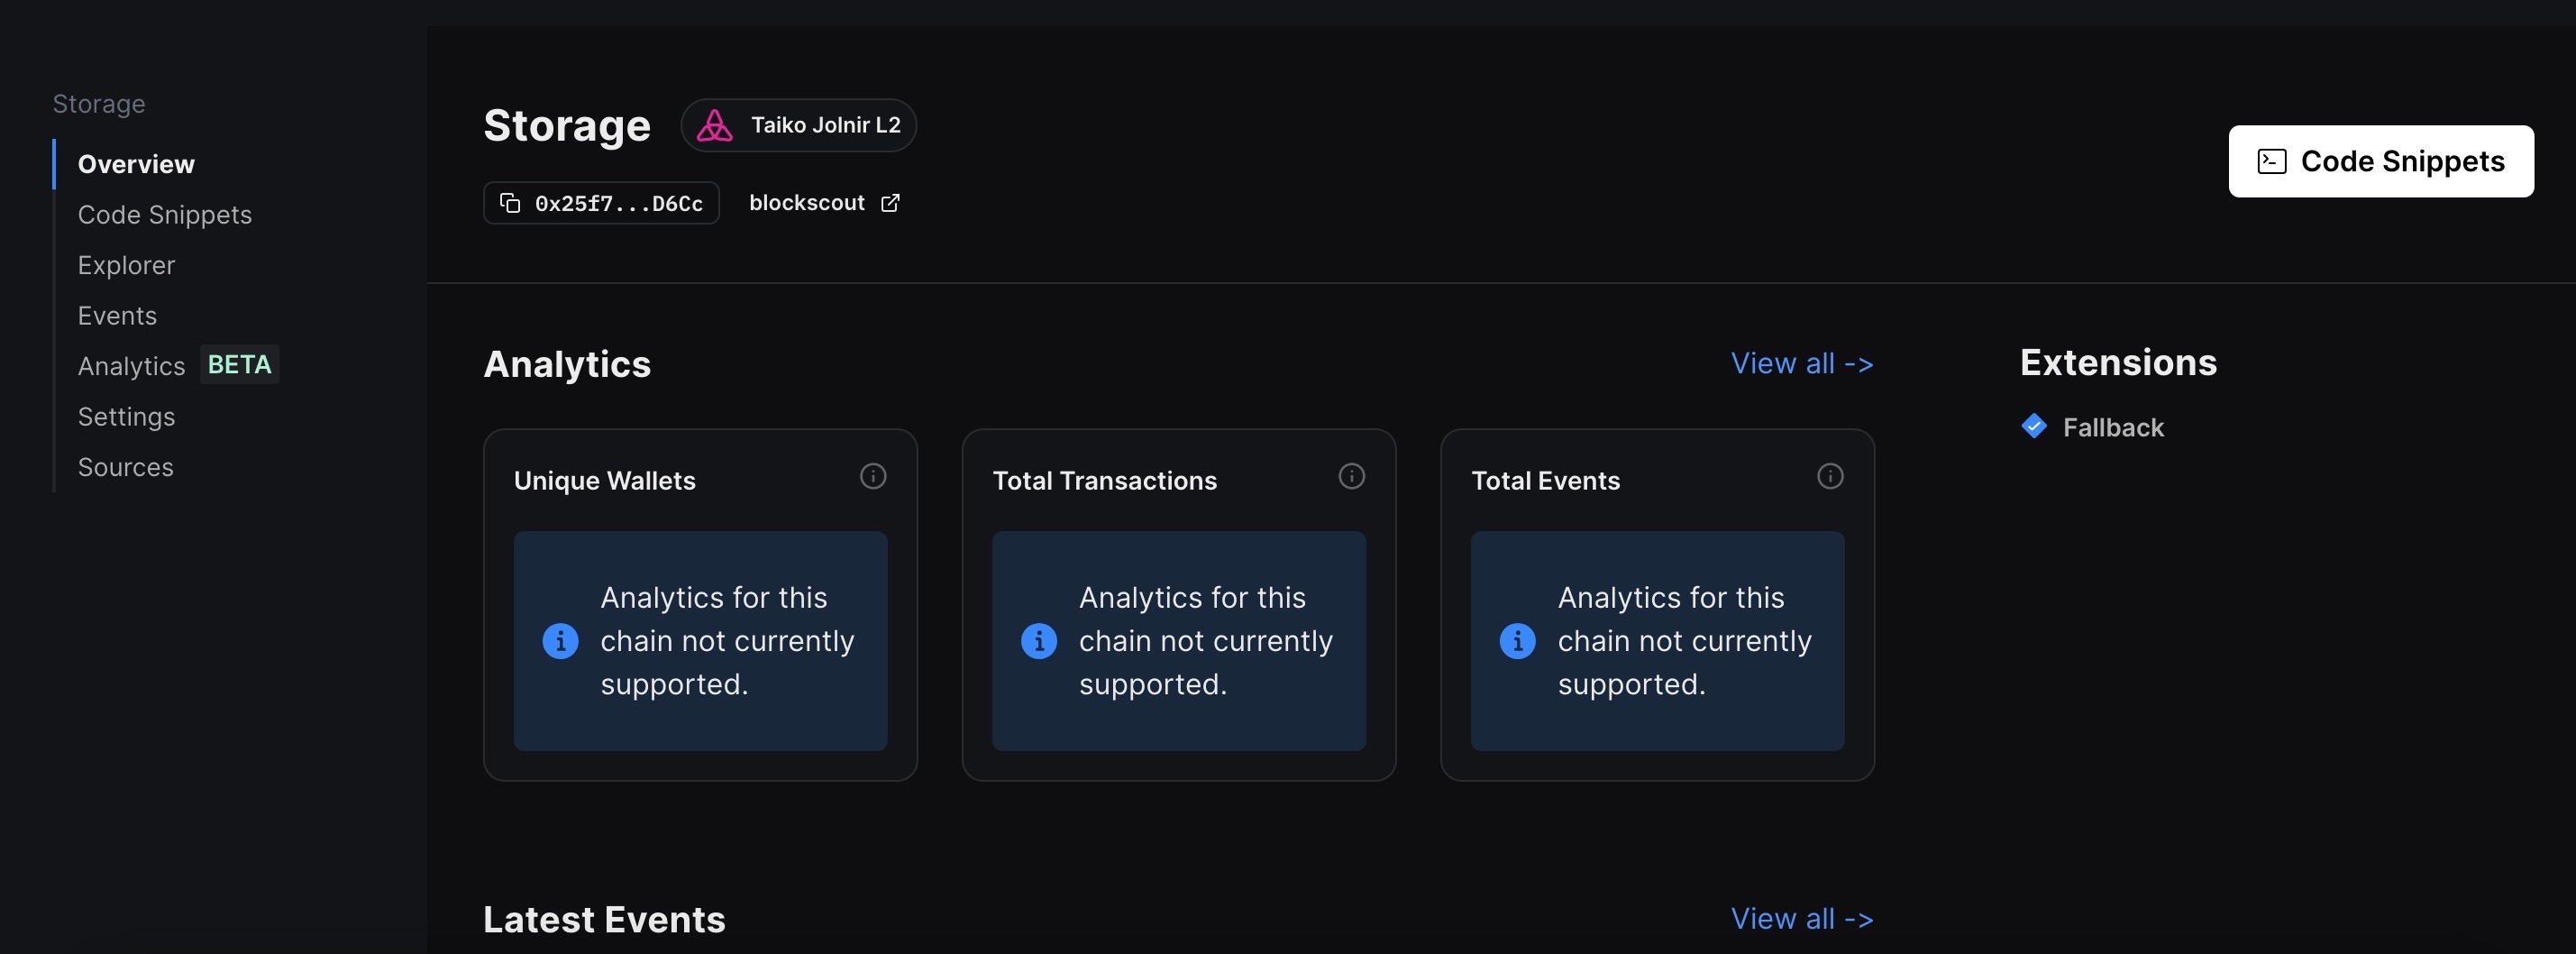 Storage
Overview
Code Snippets
Explorer
Events
Analytics BETA
Settings
Sources
Storage
Taiko Jolnir L2
0x25f7...D6Cc
blockscout
Code Snippets
Analytics
View all ->
Unique Wallets
Analytics for this
chain not currently
supported.
Total Transactions
Analytics for this
chain not currently
supported.
Total Events
Analytics for this
chain not currently
supported.
Extensions
Fallback
Latest Events
View all ->